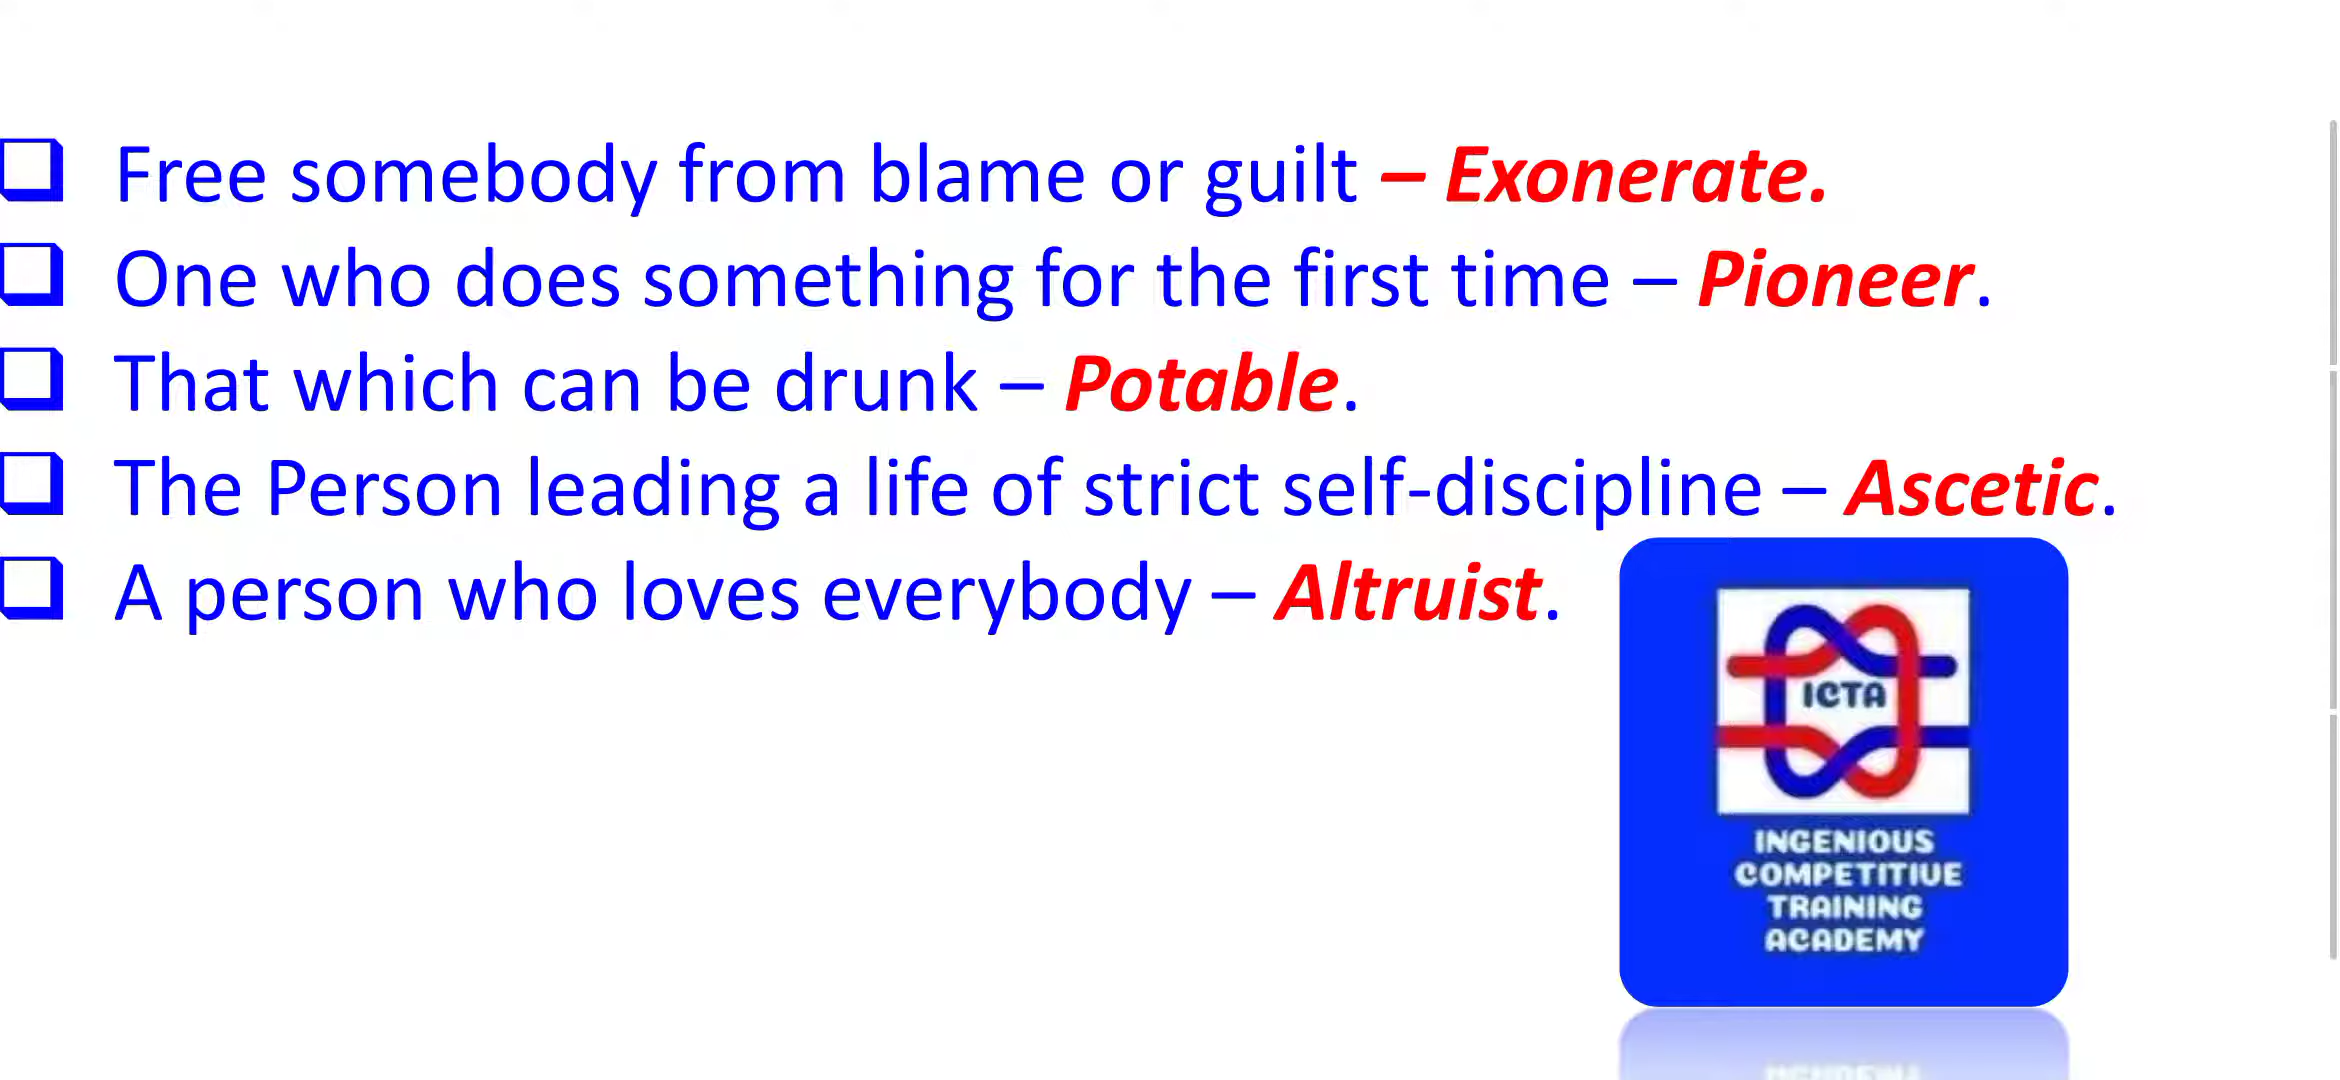 Free somebody from blame or guilt – Exonerate.
One who does something for the first time – Pioneer.
That which can be drunk – Potable.
The Person leading a life of strict self-discipline – Ascetic.
A person who loves everybody – Altruist.
ICTA
INGENIOUS
COMPETITIVE
TRAINING
ACADEMY